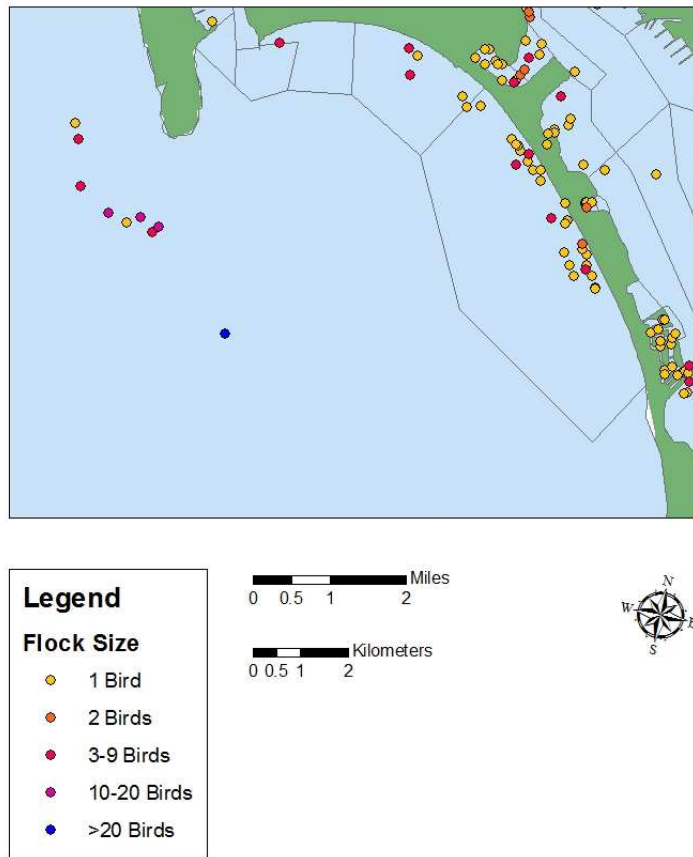 Legend
Flock Size
1 Bird
2 Birds
3-9 Birds
10-20 Birds
>20 Birds
Miles
0 0.5 1 2
Kilometers
0 0.5 1 2
N
W E
S